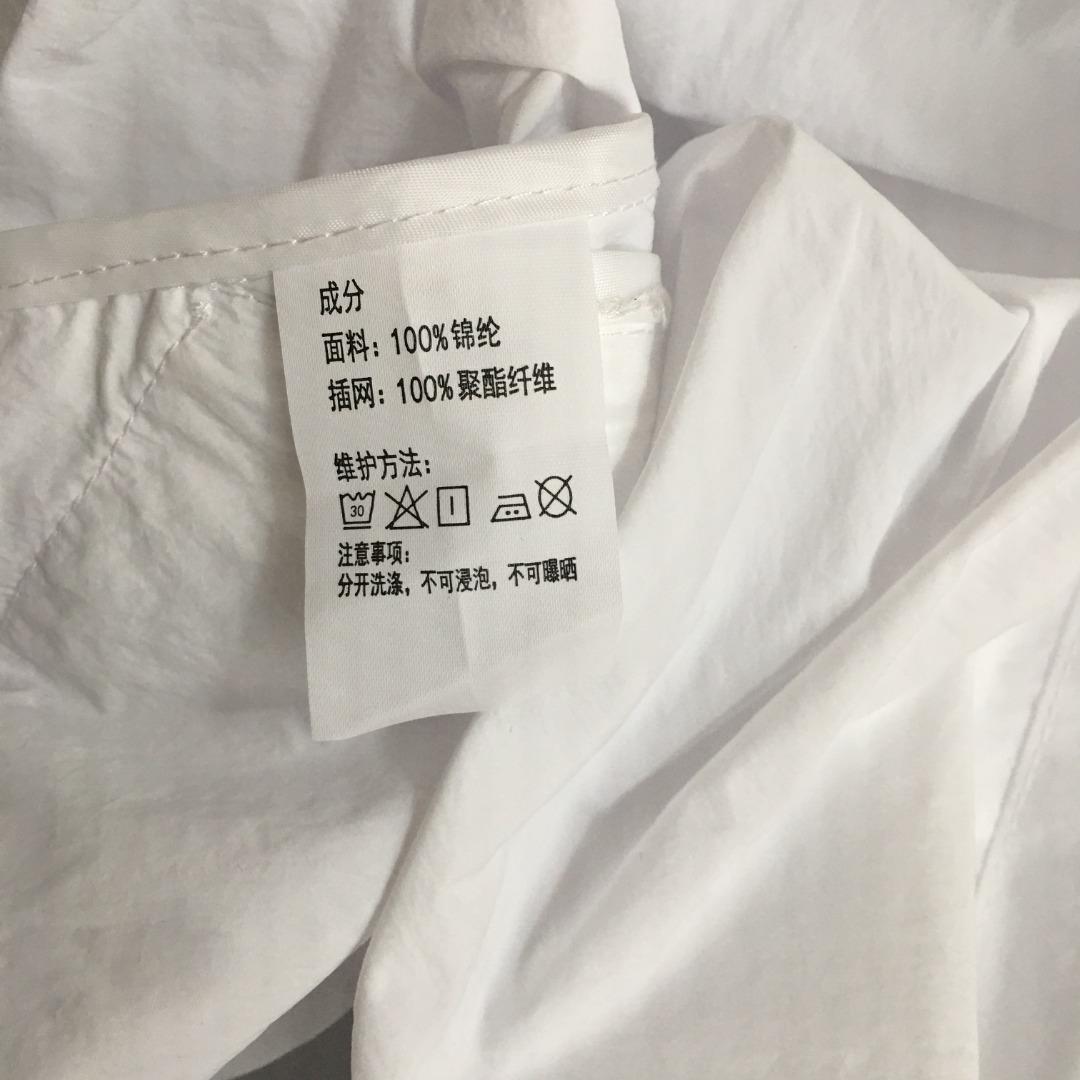 成分
面料：100%锦纶
插网：100%聚酯纤维
维护方法：
30
注意事项：
分开洗涤，不可浸泡，不可曝晒